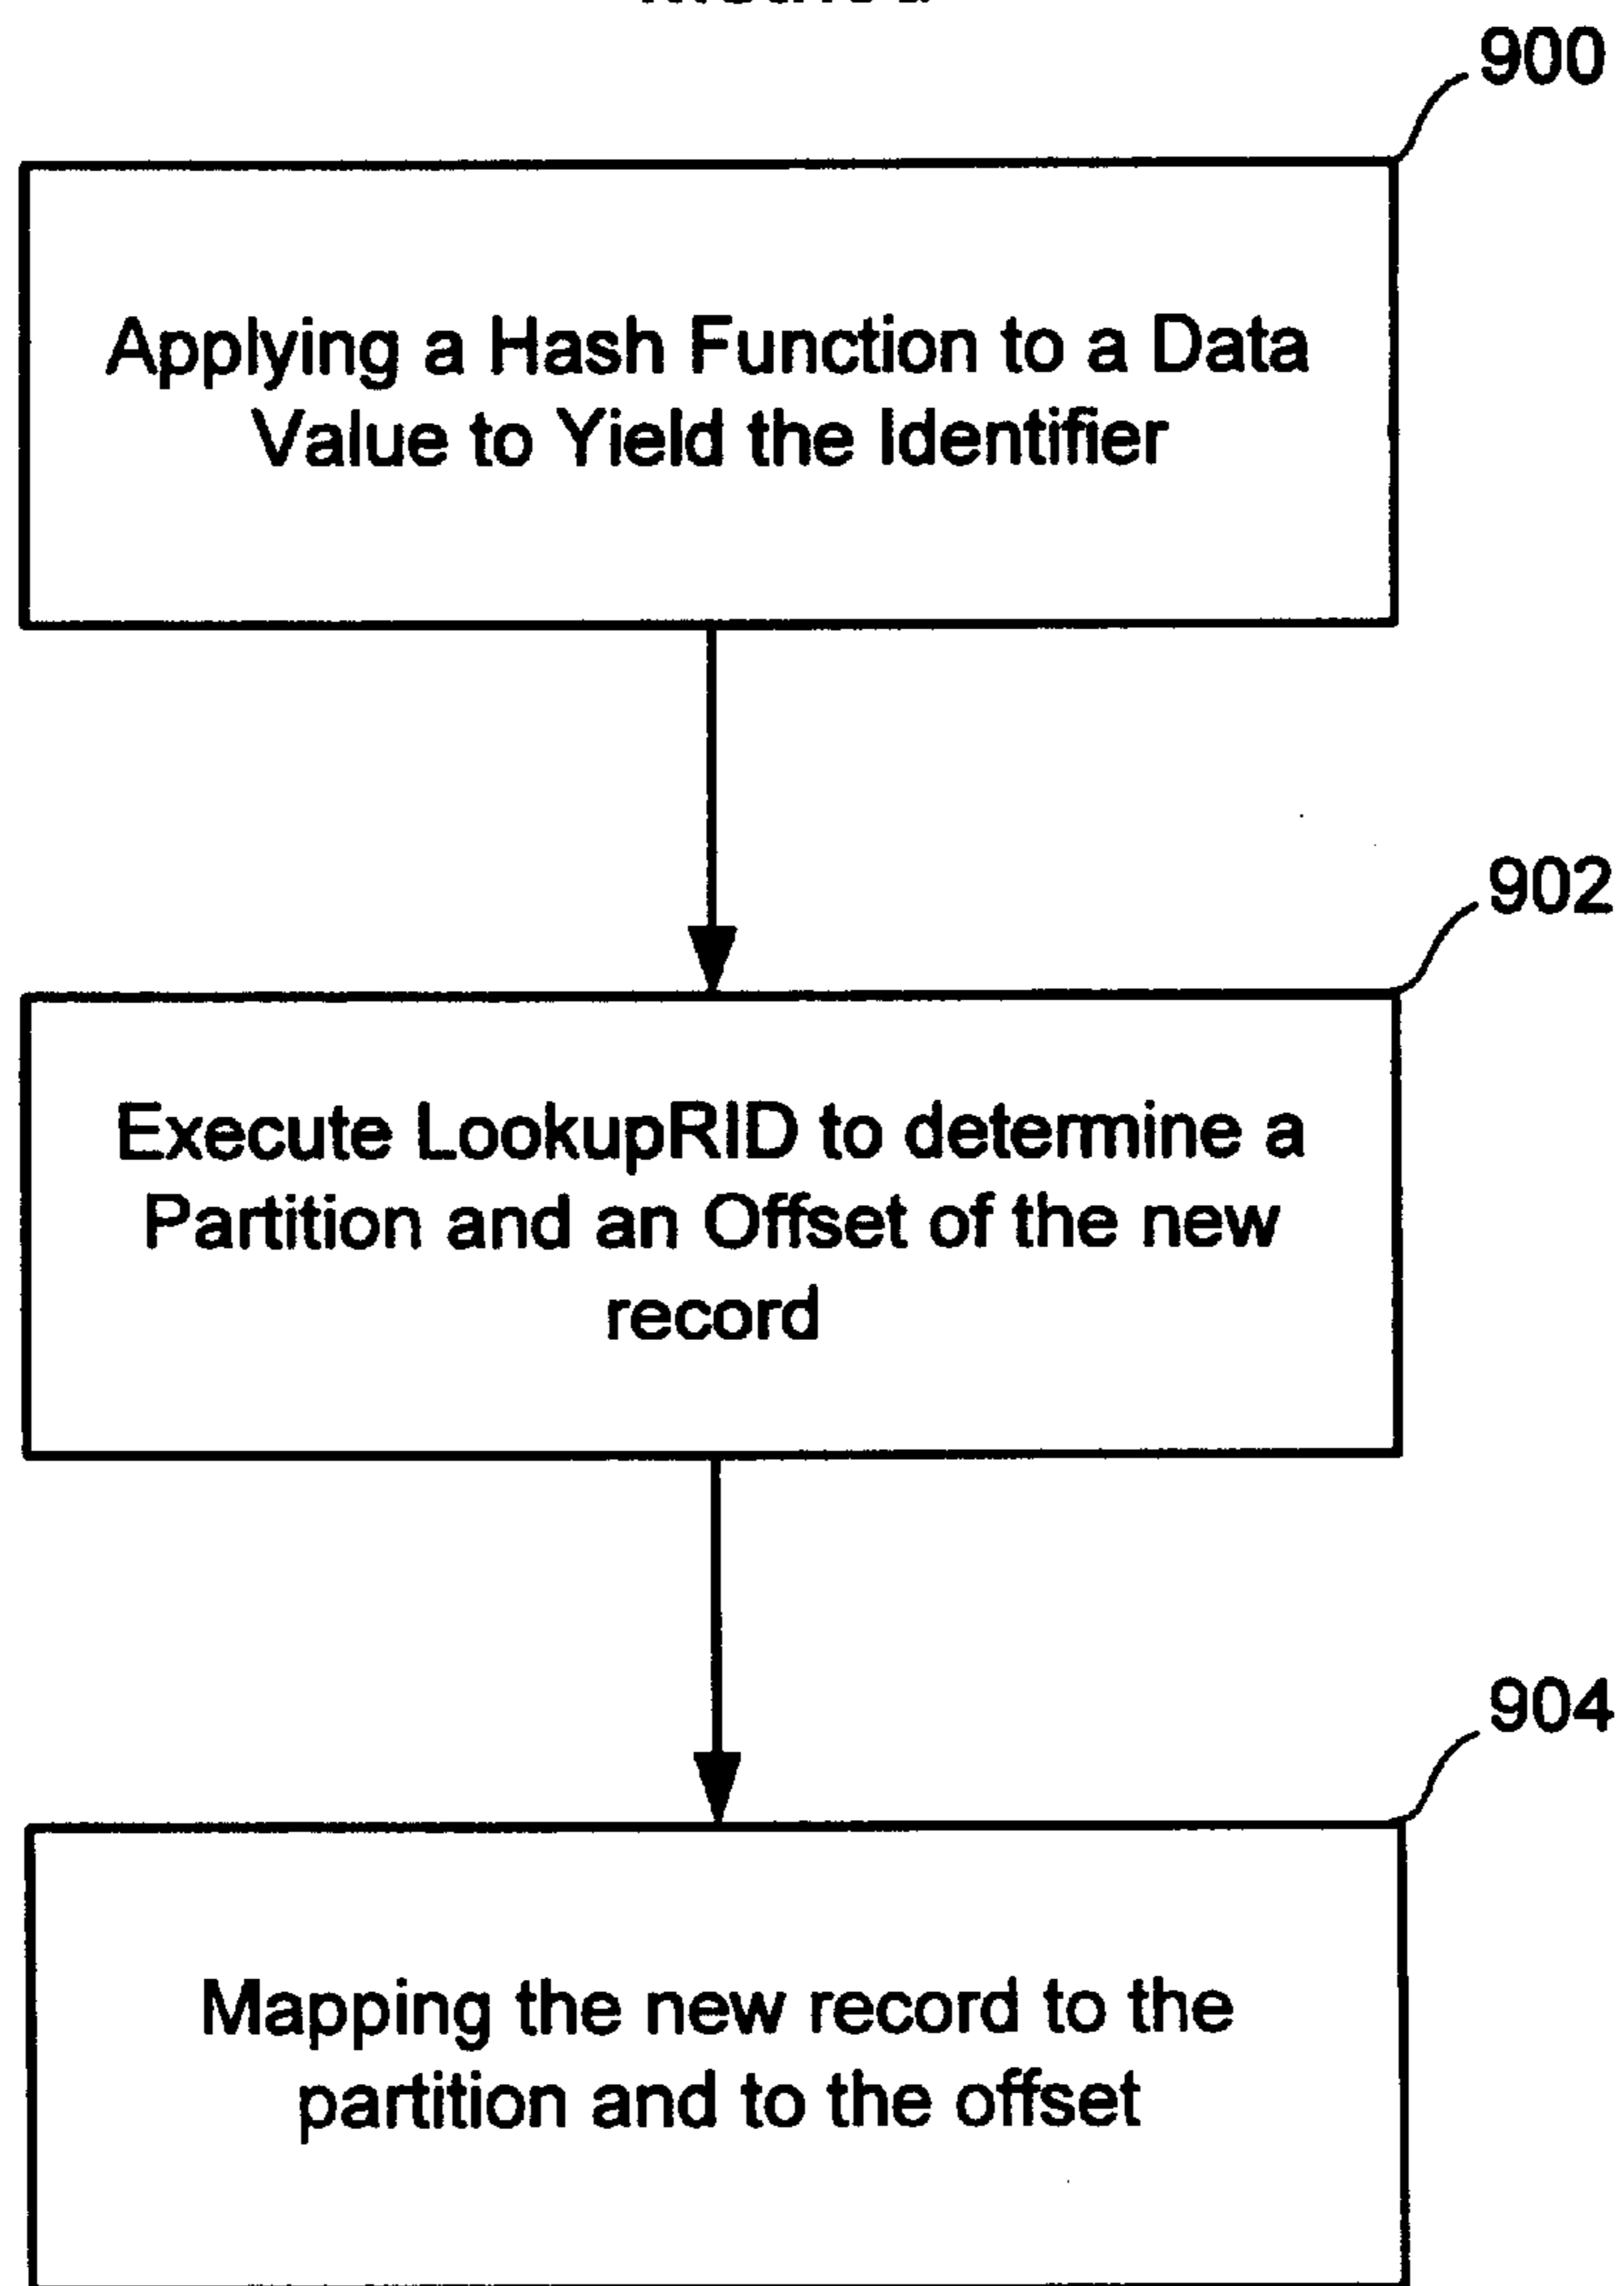 900
Applying a Hash Function to a Data
Value to Yield the Identifier
902
Execute LookupRID to determine a
Partition and an Offset of the new
record
904
Mapping the new record to the
partition and to the offset